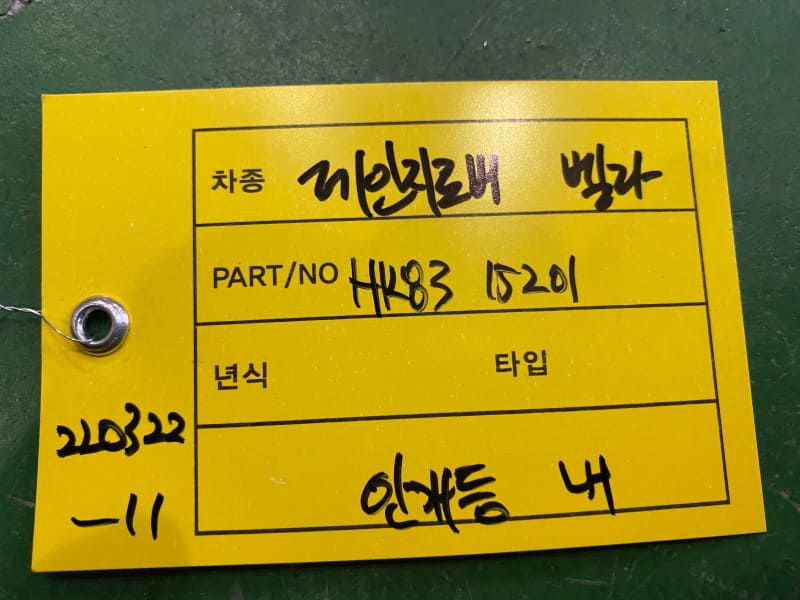 차종 레인지로버 벨라
PART/NO HK83 15201
년식 타입
안개등 내
220322
-11